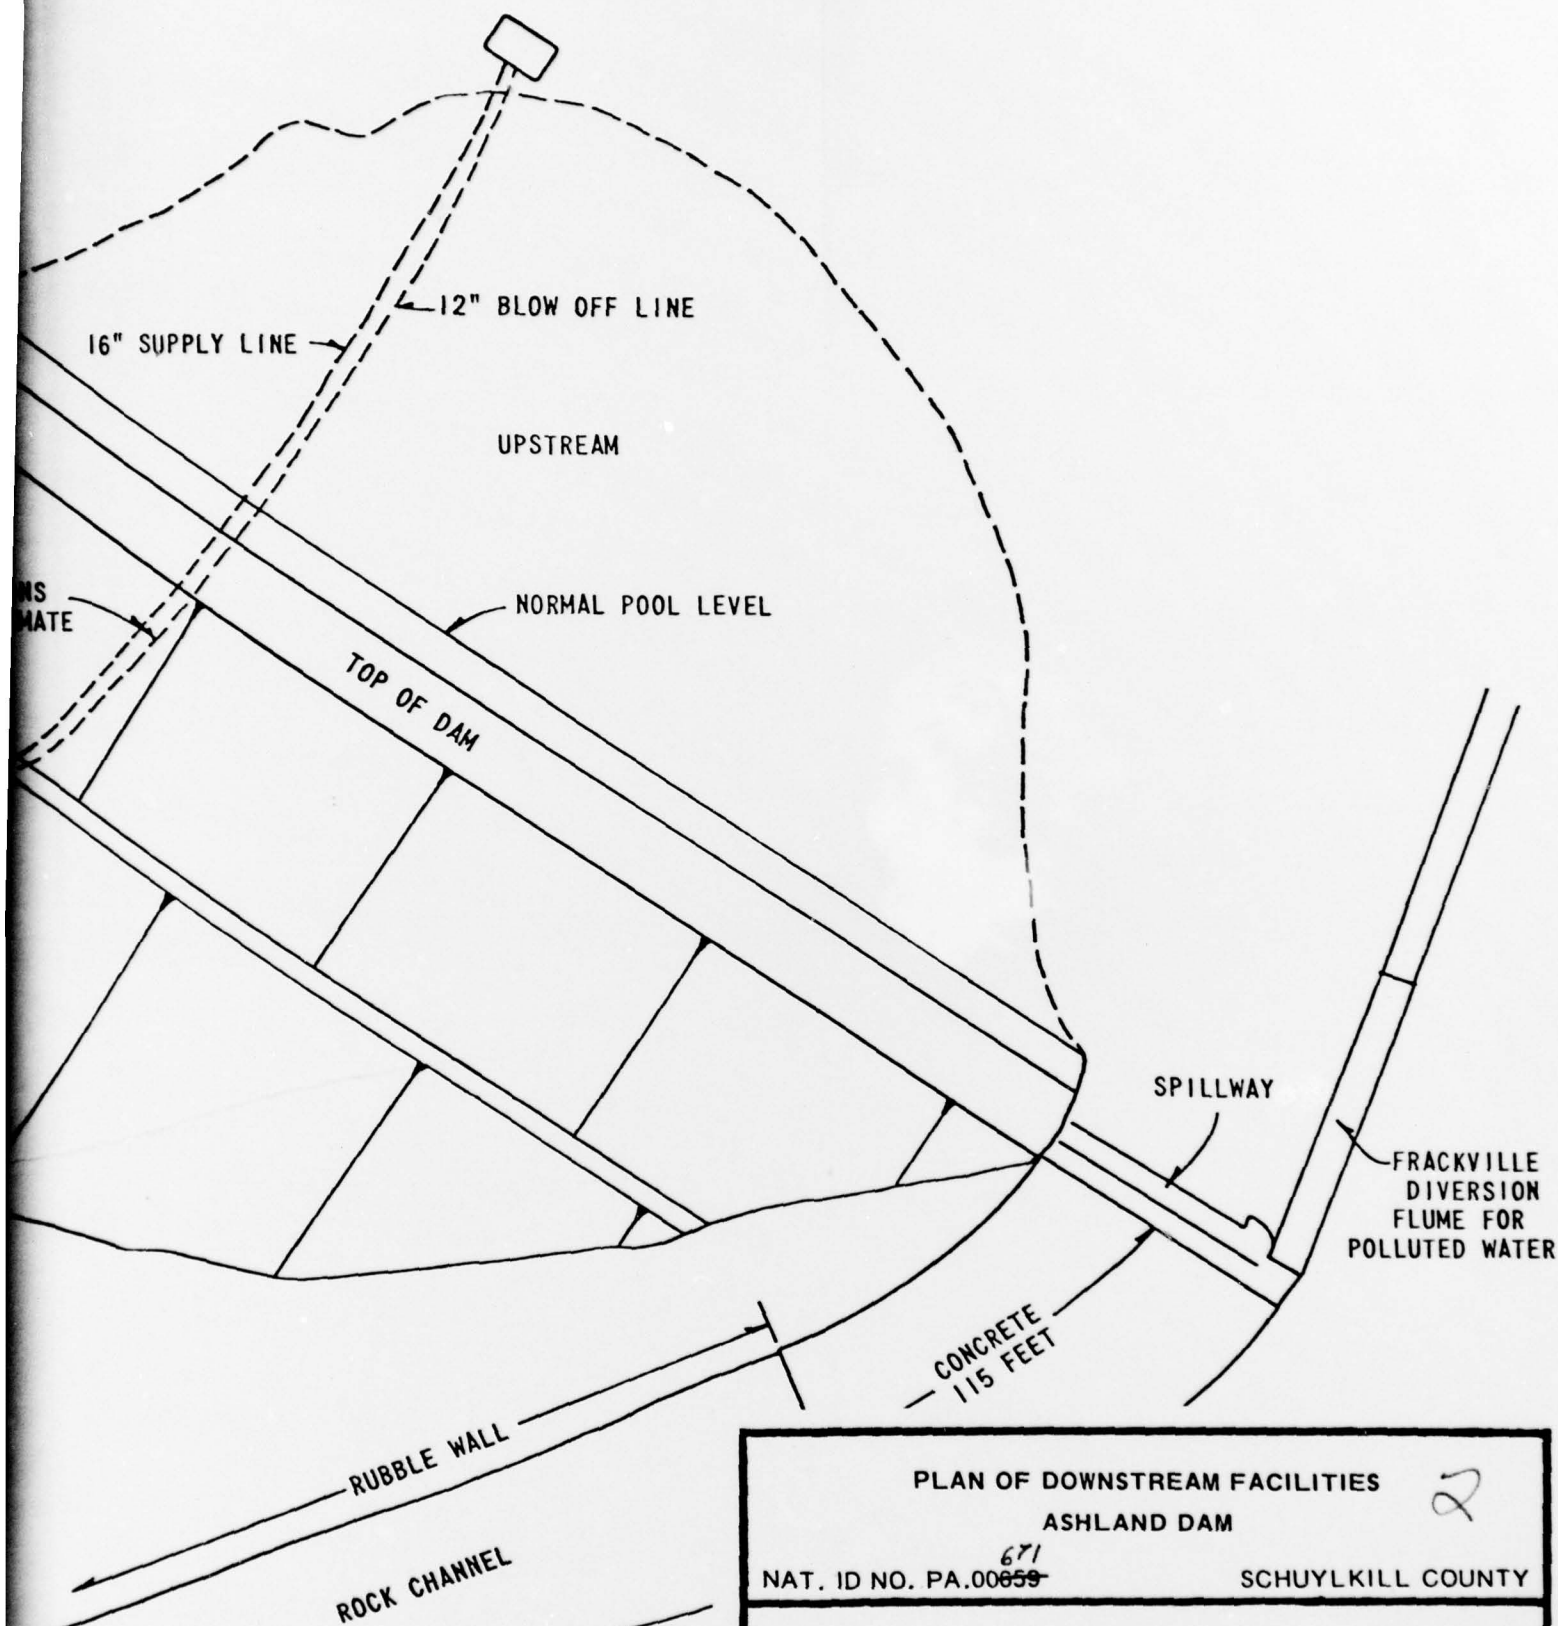 12" BLOW OFF LINE
16" SUPPLY LINE
UPSTREAM
NS
MATE
NORMAL POOL LEVEL
TOP OF DAM
SPILLWAY
FRACKVILLE
DIVERSION
FLUME FOR
POLLUTED WATER
CONCRETE
115 FEET
RUBBLE WALL
ROCK CHANNEL
PLAN OF DOWNSTREAM FACILITIES
2
ASHLAND DAM
671
NAT. ID NO. PA.00659
SCHUYLKILL COUNTY